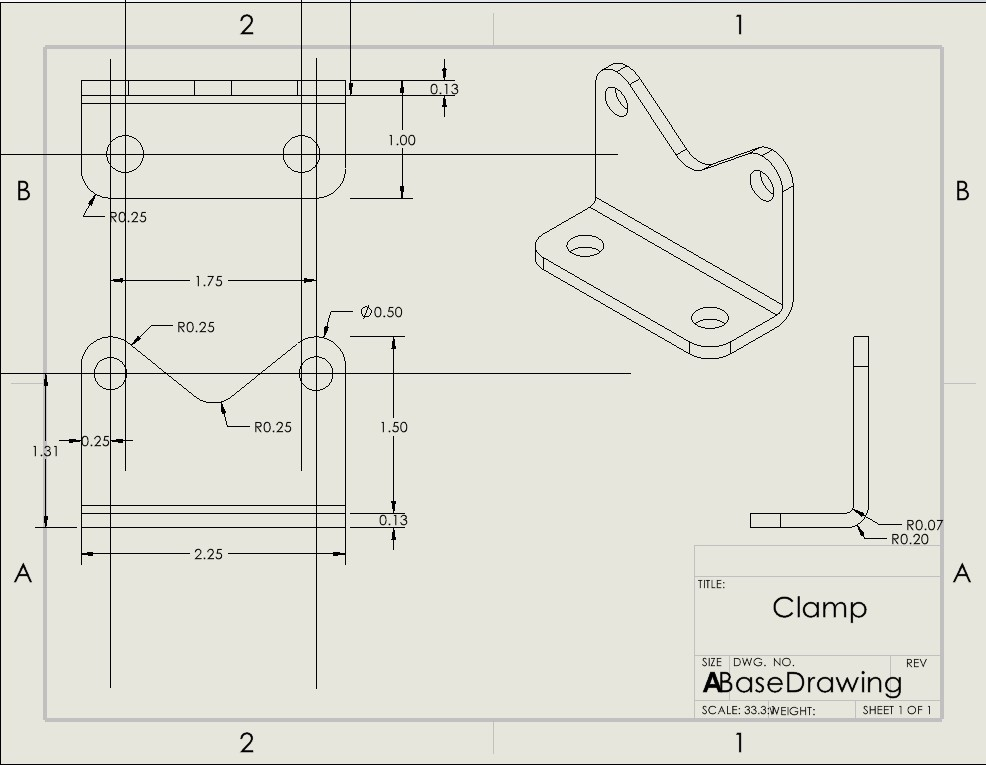 2
1
0.13
1.00
B
B
R0.25
1.75
Ø0.50
R0.25
R0.25
1.50
0.25
1.31
0.13
R0.07
R0.20
2.25
A
A
TITLE:
Clamp
SIZE
DWG. NO.
REV
A
BaseDrawing
SCALE: 33.3:1
WEIGHT:
SHEET 1 OF 1
2
1